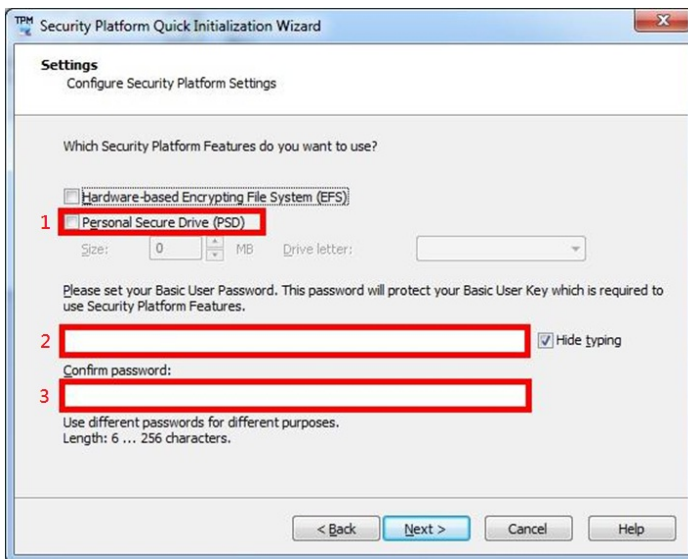 TPM Security Platform Quick Initialization Wizard
Settings
Configure Security Platform Settings
Which Security Platform Features do you want to use?
Hardware-based Encrypting File System (EFS)
1 Personal Secure Drive (PSD)
Size: 0 MB Drive letter:
Please set your Basic User Password. This password will protect your Basic User Key which is required to
use Security Platform Features.
2 Hide typing
Confirm password:
3
Use different passwords for different purposes.
Length: 6 ... 256 characters.
< Back Next > Cancel Help